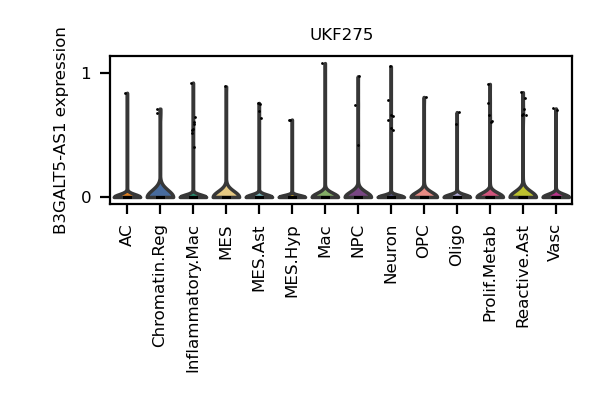 UKF275
B3GALT5-AS1 expression
1
0
AC
Chromatin.Reg
Inflammatory.Mac
MES
MES.Ast
MES.Hyp
Mac
NPC
Neuron
OPC
Oligo
Prolif.Metab
Reactive.Ast
Vasc